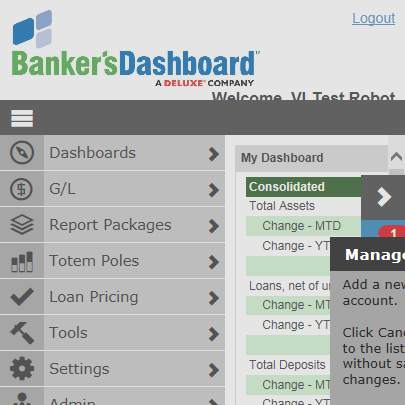 Logout
Banker'sDashboard™
A DELUXE® COMPANY
Welcome, VI Test Robot
Dashboards
G/L
Report Packages
Totem Poles
Loan Pricing
Tools
Settings
Admin
My Dashboard
Consolidated
Total Assets
Change - MTD
Change - YT
Loans, net of un
Change - MT
Change - YT
Total Deposits
Change - MT
Change - YT
1
Manage
Add a new
account.
Click Canc
to the list
without sa
changes.